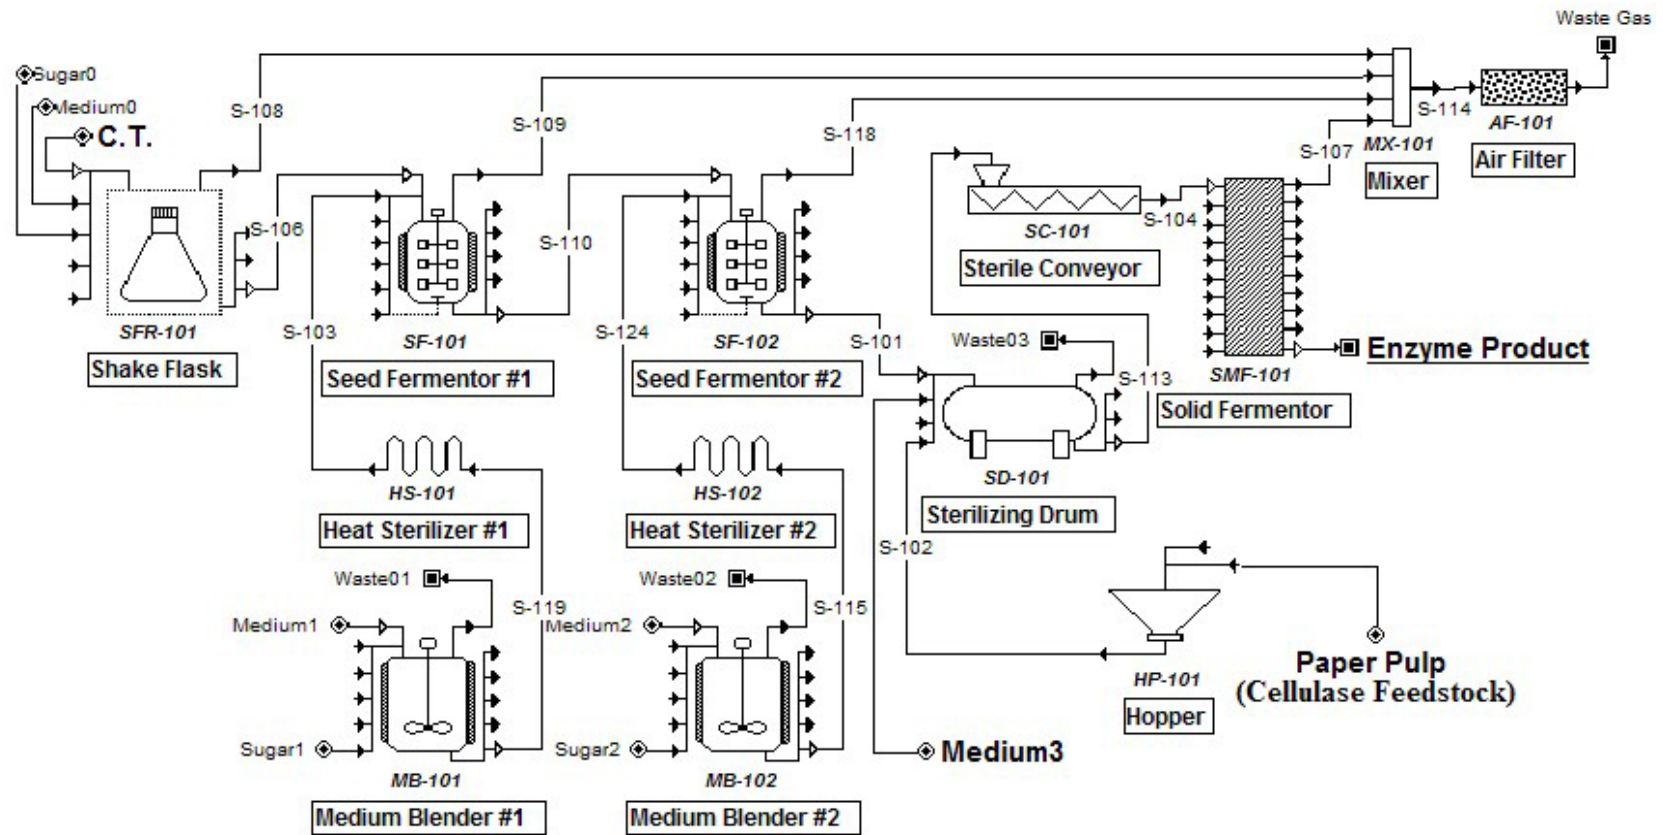 Waste Gas
Sugar0
Medium0
C.T.
S-108
S-109
S-118
S-114
AF-101
Air Filter
MX-101
Mixer
S-107
S-106
S-110
S-104
SC-101
Sterile Conveyor
SFR-101
Shake Flask
S-103
SF-101
Seed Fermentor #1
S-124
SF-102
Seed Fermentor #2
S-101
Waste03
S-113
Enzyme Product
SMF-101
Solid Fermentor
HS-101
Heat Sterilizer #1
HS-102
Heat Sterilizer #2
SD-101
Sterilizing Drum
S-102
Waste01
S-119
Waste02
S-115
Medium1
Medium2
Paper Pulp
(Cellulase Feedstock)
HP-101
Hopper
Sugar1
Sugar2
Medium3
MB-101
Medium Blender #1
MB-102
Medium Blender #2